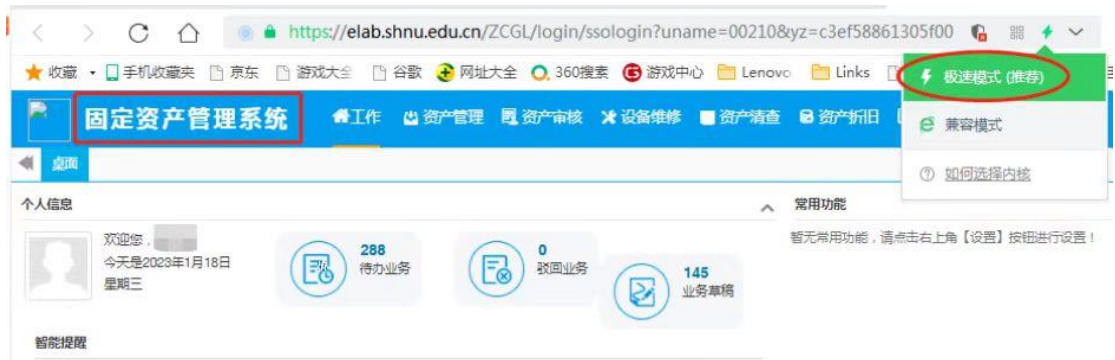 https://elab.shnu.edu.cn/ZCGL/login/ssologin?uname=00210&yz=c3ef58861305f00
收藏 手机收藏夹 京东 游戏大全 谷歌 网址大全 360搜索 游戏中心 Lenovo Links
极速模式 (推荐)
兼容模式
如何选择内核
固定资产管理系统 工作 资产管理 资产审核 设备维修 资产清查 资产折旧
桌面
个人信息
常用功能
欢迎您,
今天是2023年1月18日
星期三
288
待办业务
0
驳回业务
145
业务草稿
暂无常用功能,请点击右上角【设置】按钮进行设置!
智能提醒